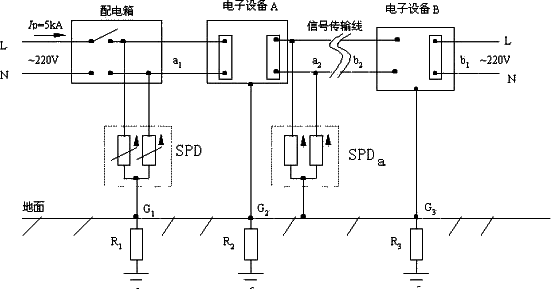 配电箱
电子设备A
信号传输线
电子设备B
Ip=5kA
L
N
~220V
a1
a2
b2
b1
L
~220V
N
SPD
SPDa
地面
G1
G2
G3
R1
R2
R3